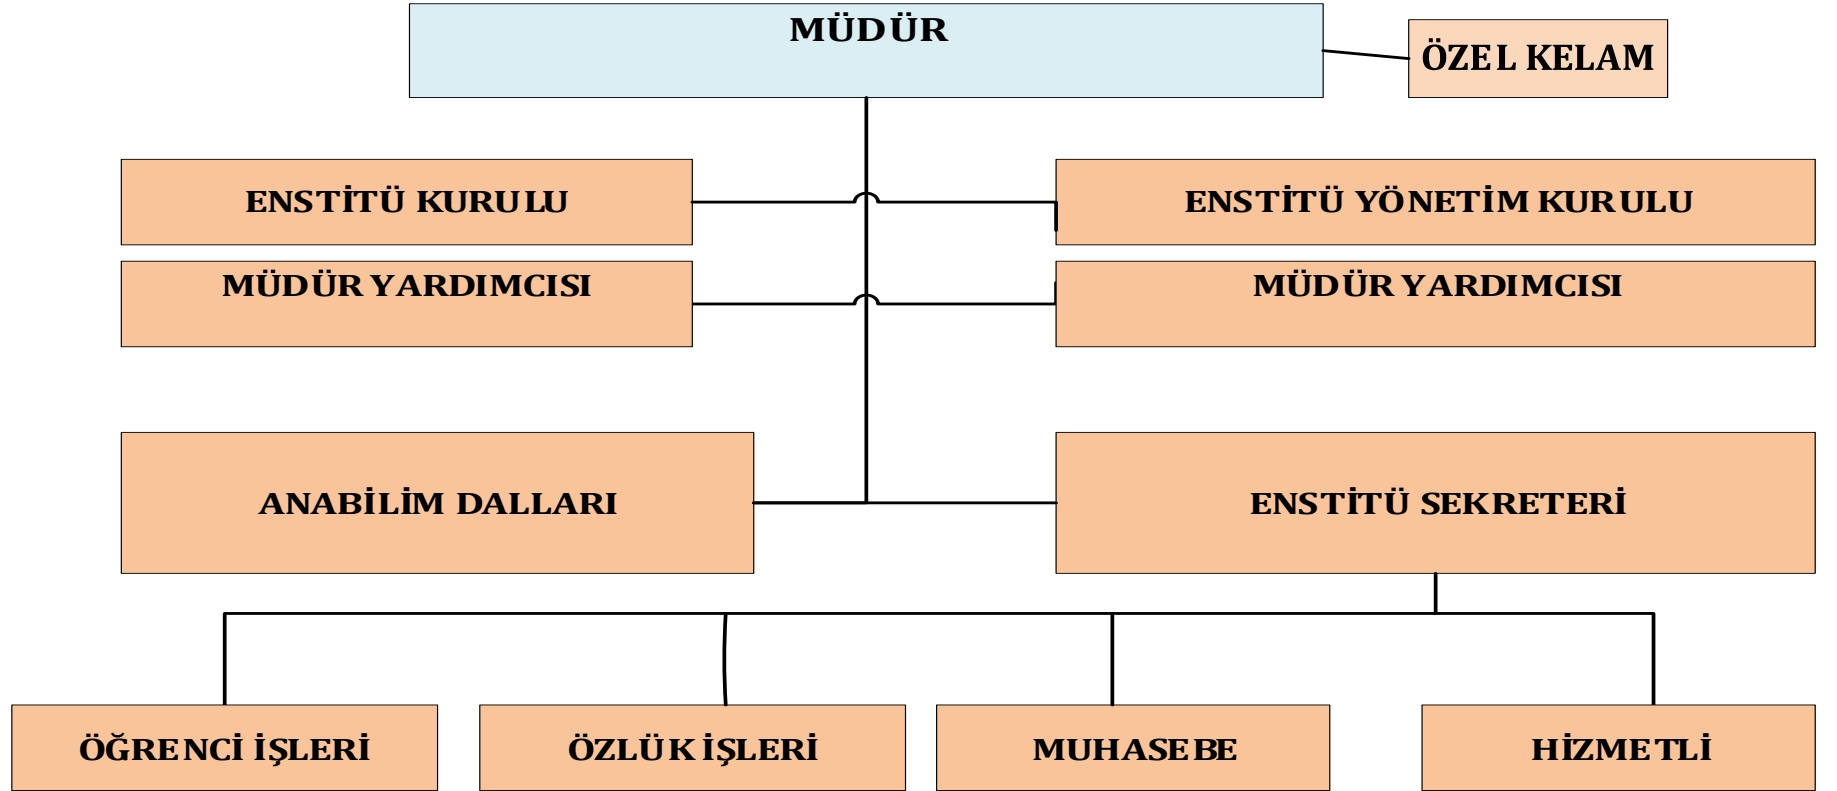 MÜDÜR
ÖZEL KELAM
ENSTİTÜ KURULU
ENSTİTÜ YÖNETİM KURULU
MÜDÜR YARDIMCISI
MÜDÜR YARDIMCISI
ANABİLİM DALLARI
ENSTİTÜ SEKRETERİ
ÖĞRENCİ İŞLERİ
ÖZLÜK İŞLERİ
MUHASEBE
HİZMETLİ